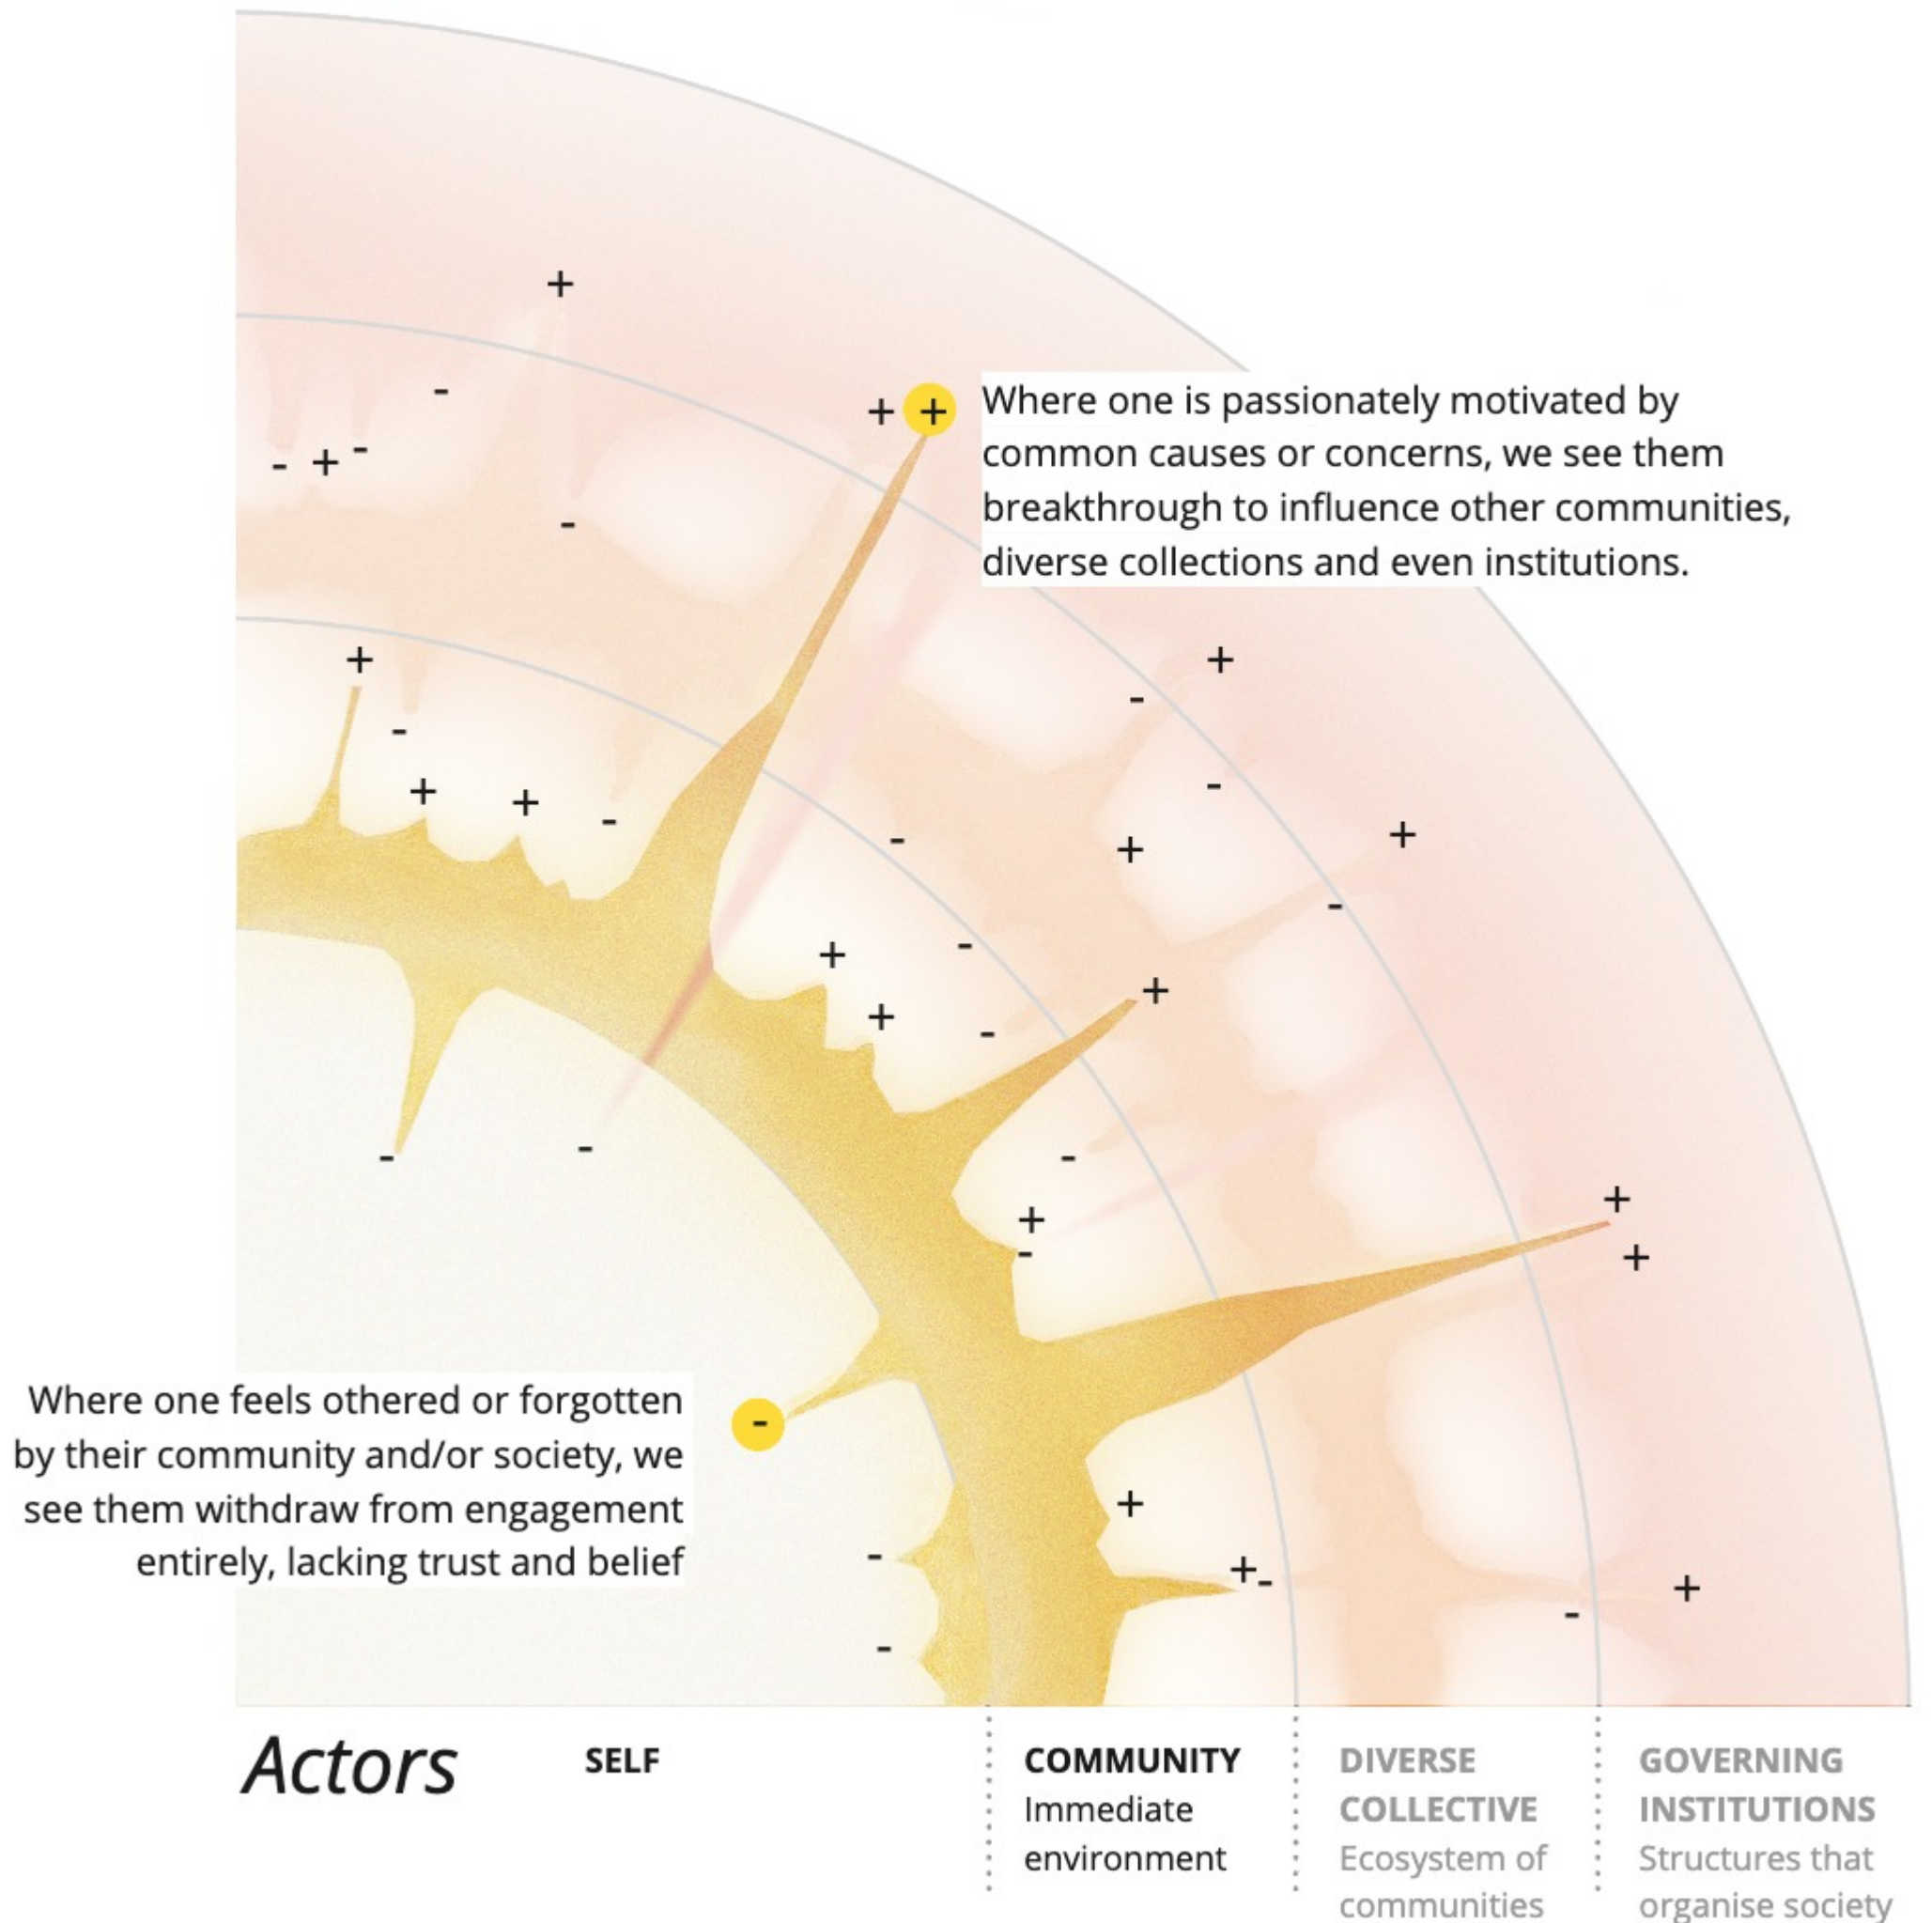 Where one is passionately motivated by
common causes or concerns, we see them
breakthrough to influence other communities,
diverse collections and even institutions.
Where one feels othered or forgotten
by their community and/or society, we
see them withdraw from engagement
entirely, lacking trust and belief
Actors
SELF
COMMUNITY
Immediate
environment
DIVERSE
COLLECTIVE
Ecosystem of
communities
GOVERNING
INSTITUTIONS
Structures that
organise society